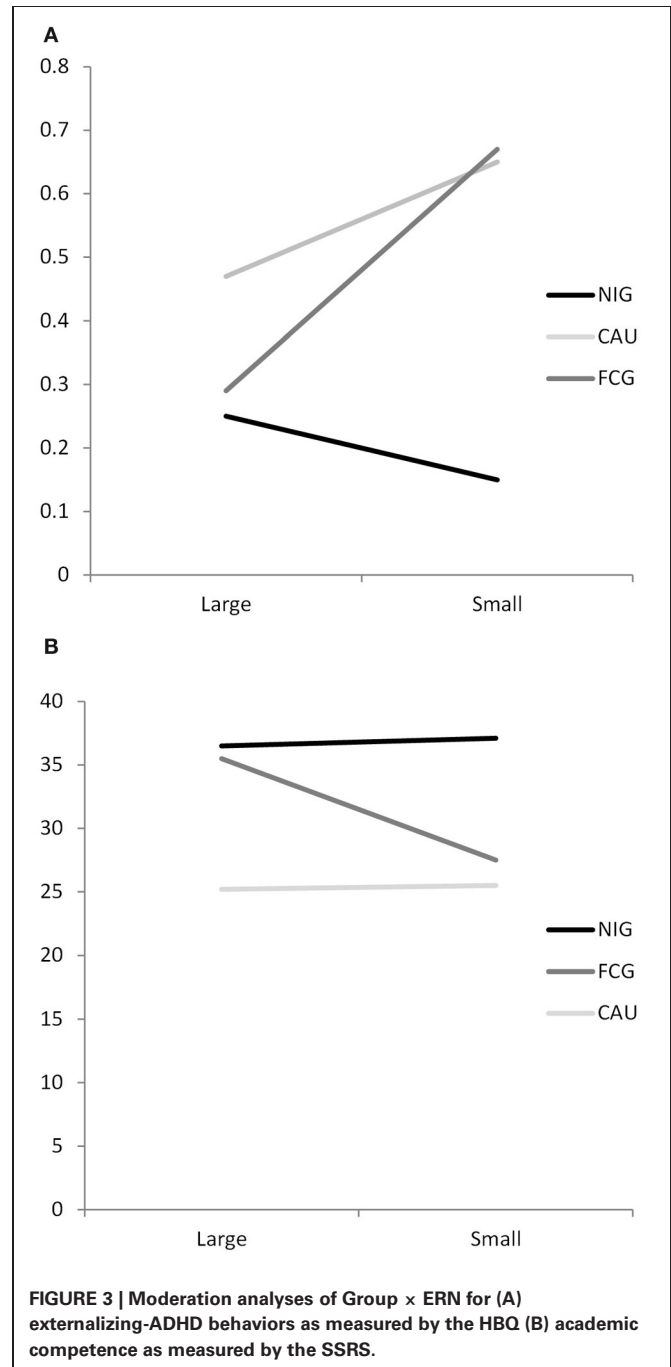 A
0.8
0.7
0.6
0.5
0.4
0.3
0.2
0.1
0
Large Small
NIG
CAU
FCG
B
40
35
30
25
20
15
10
5
0
Large Small
NIG
FCG
CAU
FIGURE 3 | Moderation analyses of Group × ERN for (A)
externalizing-ADHD behaviors as measured by the HBQ (B) academic
competence as measured by the SSRS.